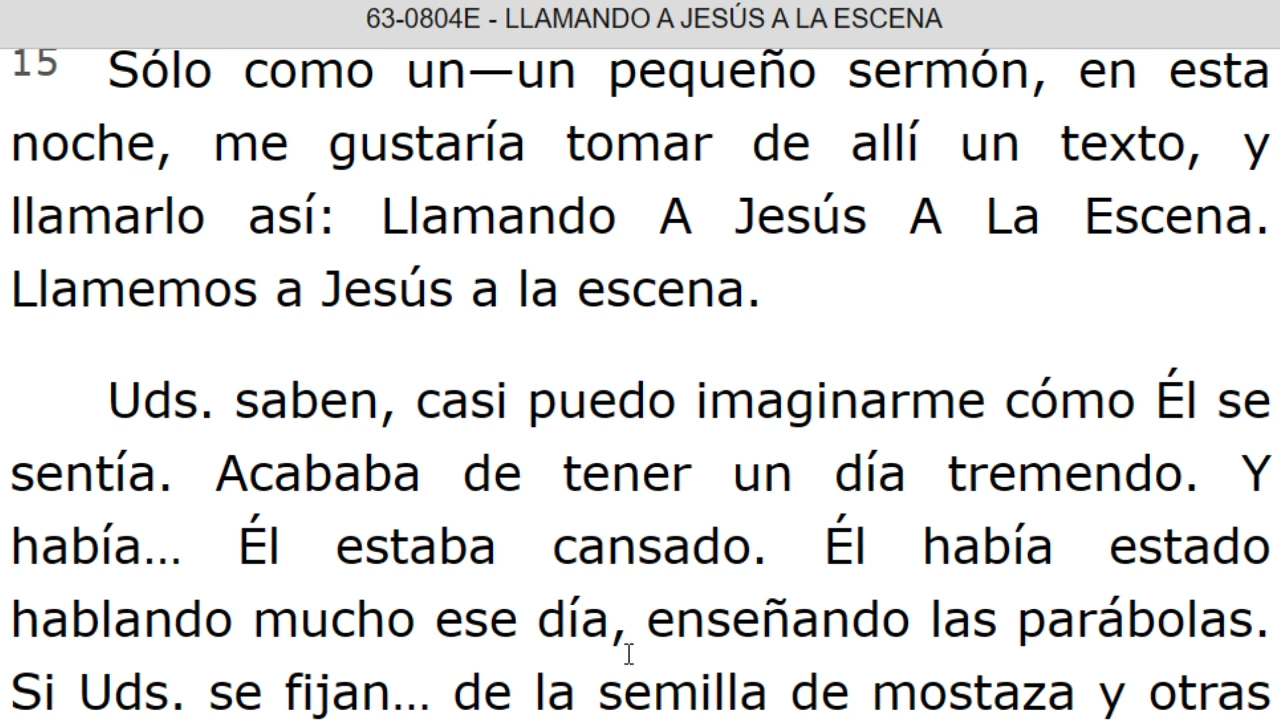 63-0804E - LLAMANDO A JESÚS A LA ESCENA
15 Sólo como un—un pequeño sermón, en esta
noche, me gustaría tomar de allí un texto, y
llamarlo así: Llamando A Jesús A La Escena.
Llamemos a Jesús a la escena.
Uds. saben, casi puedo imaginarme cómo Él se
sentía. Acababa de tener un día tremendo. Y
había… Él estaba cansado. Él había estado
hablando mucho ese día, enseñando las parábolas.
Si Uds. se fijan… de la semilla de mostaza y otras